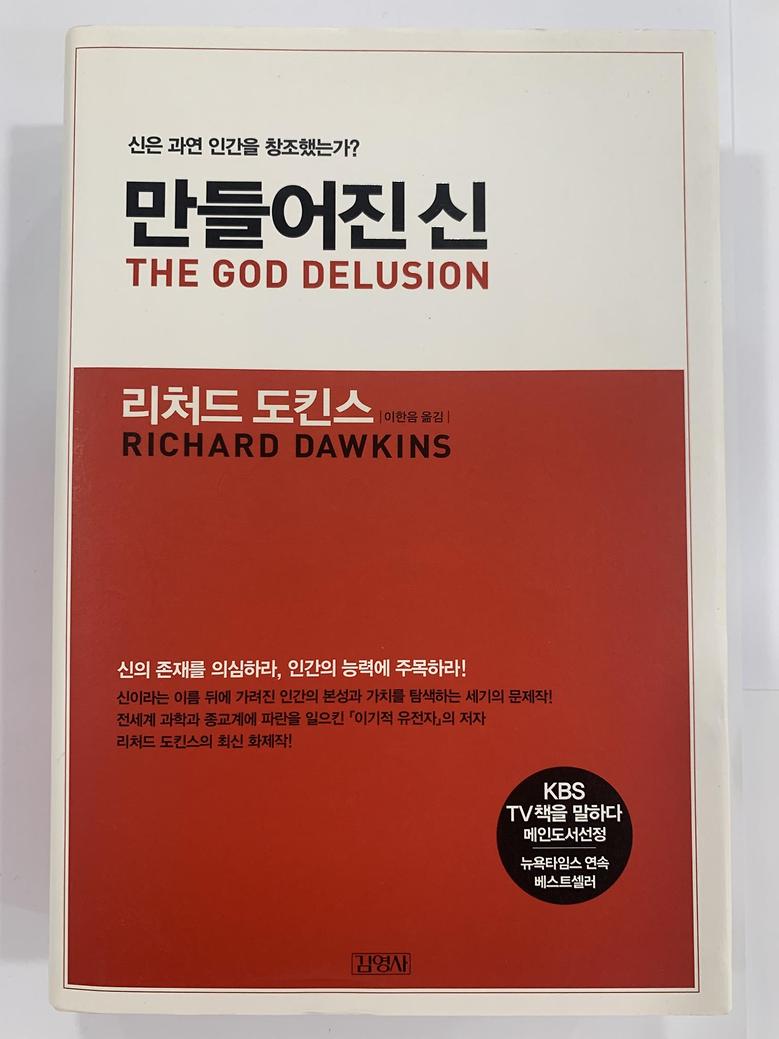 신은 과연 인간을 창조했는가?
만들어진 신
THE GOD DELUSION
리처드 도킨스 |이한음 옮김|
RICHARD DAWKINS
신의 존재를 의심하라, 인간의 능력에 주목하라!
신이라는 이름 뒤에 가려진 인간의 본성과 가치를 탐색하는 세기의 문제작!
전세계 과학과 종교계에 파란을 일으킨 「이기적 유전자」의 저자
리처드 도킨스의 최신 화제작!
KBS
TV책을 말하다
메인도서선정
뉴욕타임스 연속
베스트셀러
김영사